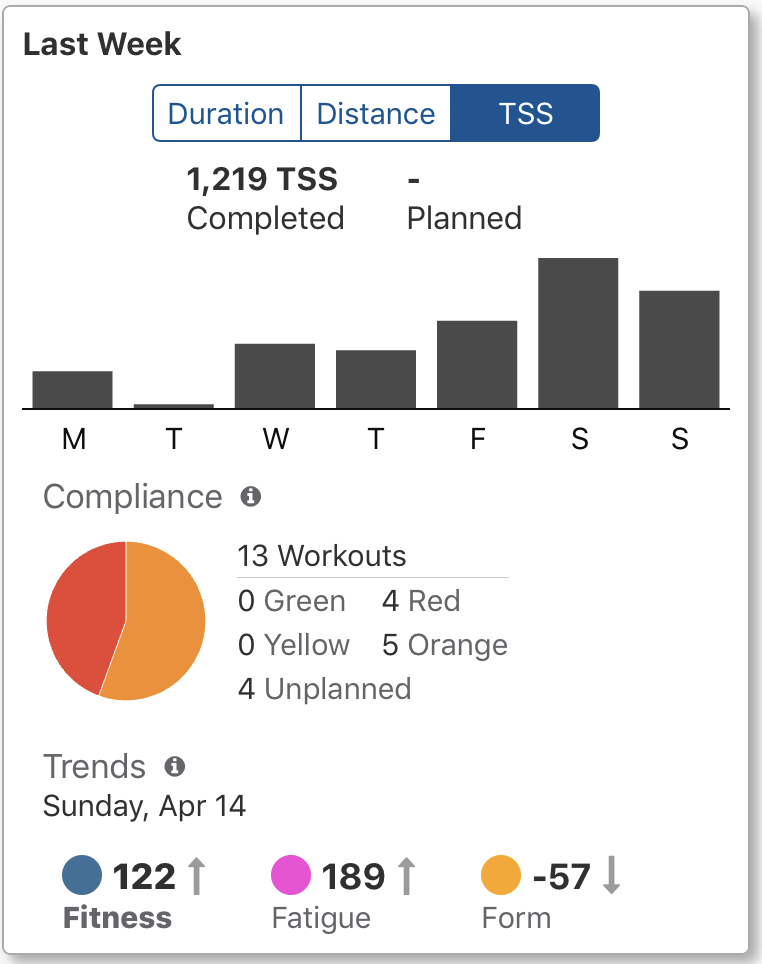 Last Week
Duration Distance TSS
1,219 TSS -
Completed Planned
M T W T F S S
Compliance
13 Workouts
0 Green 4 Red
0 Yellow 5 Orange
4 Unplanned
Trends
Sunday, Apr 14
122 189 -57
Fitness Fatigue Form